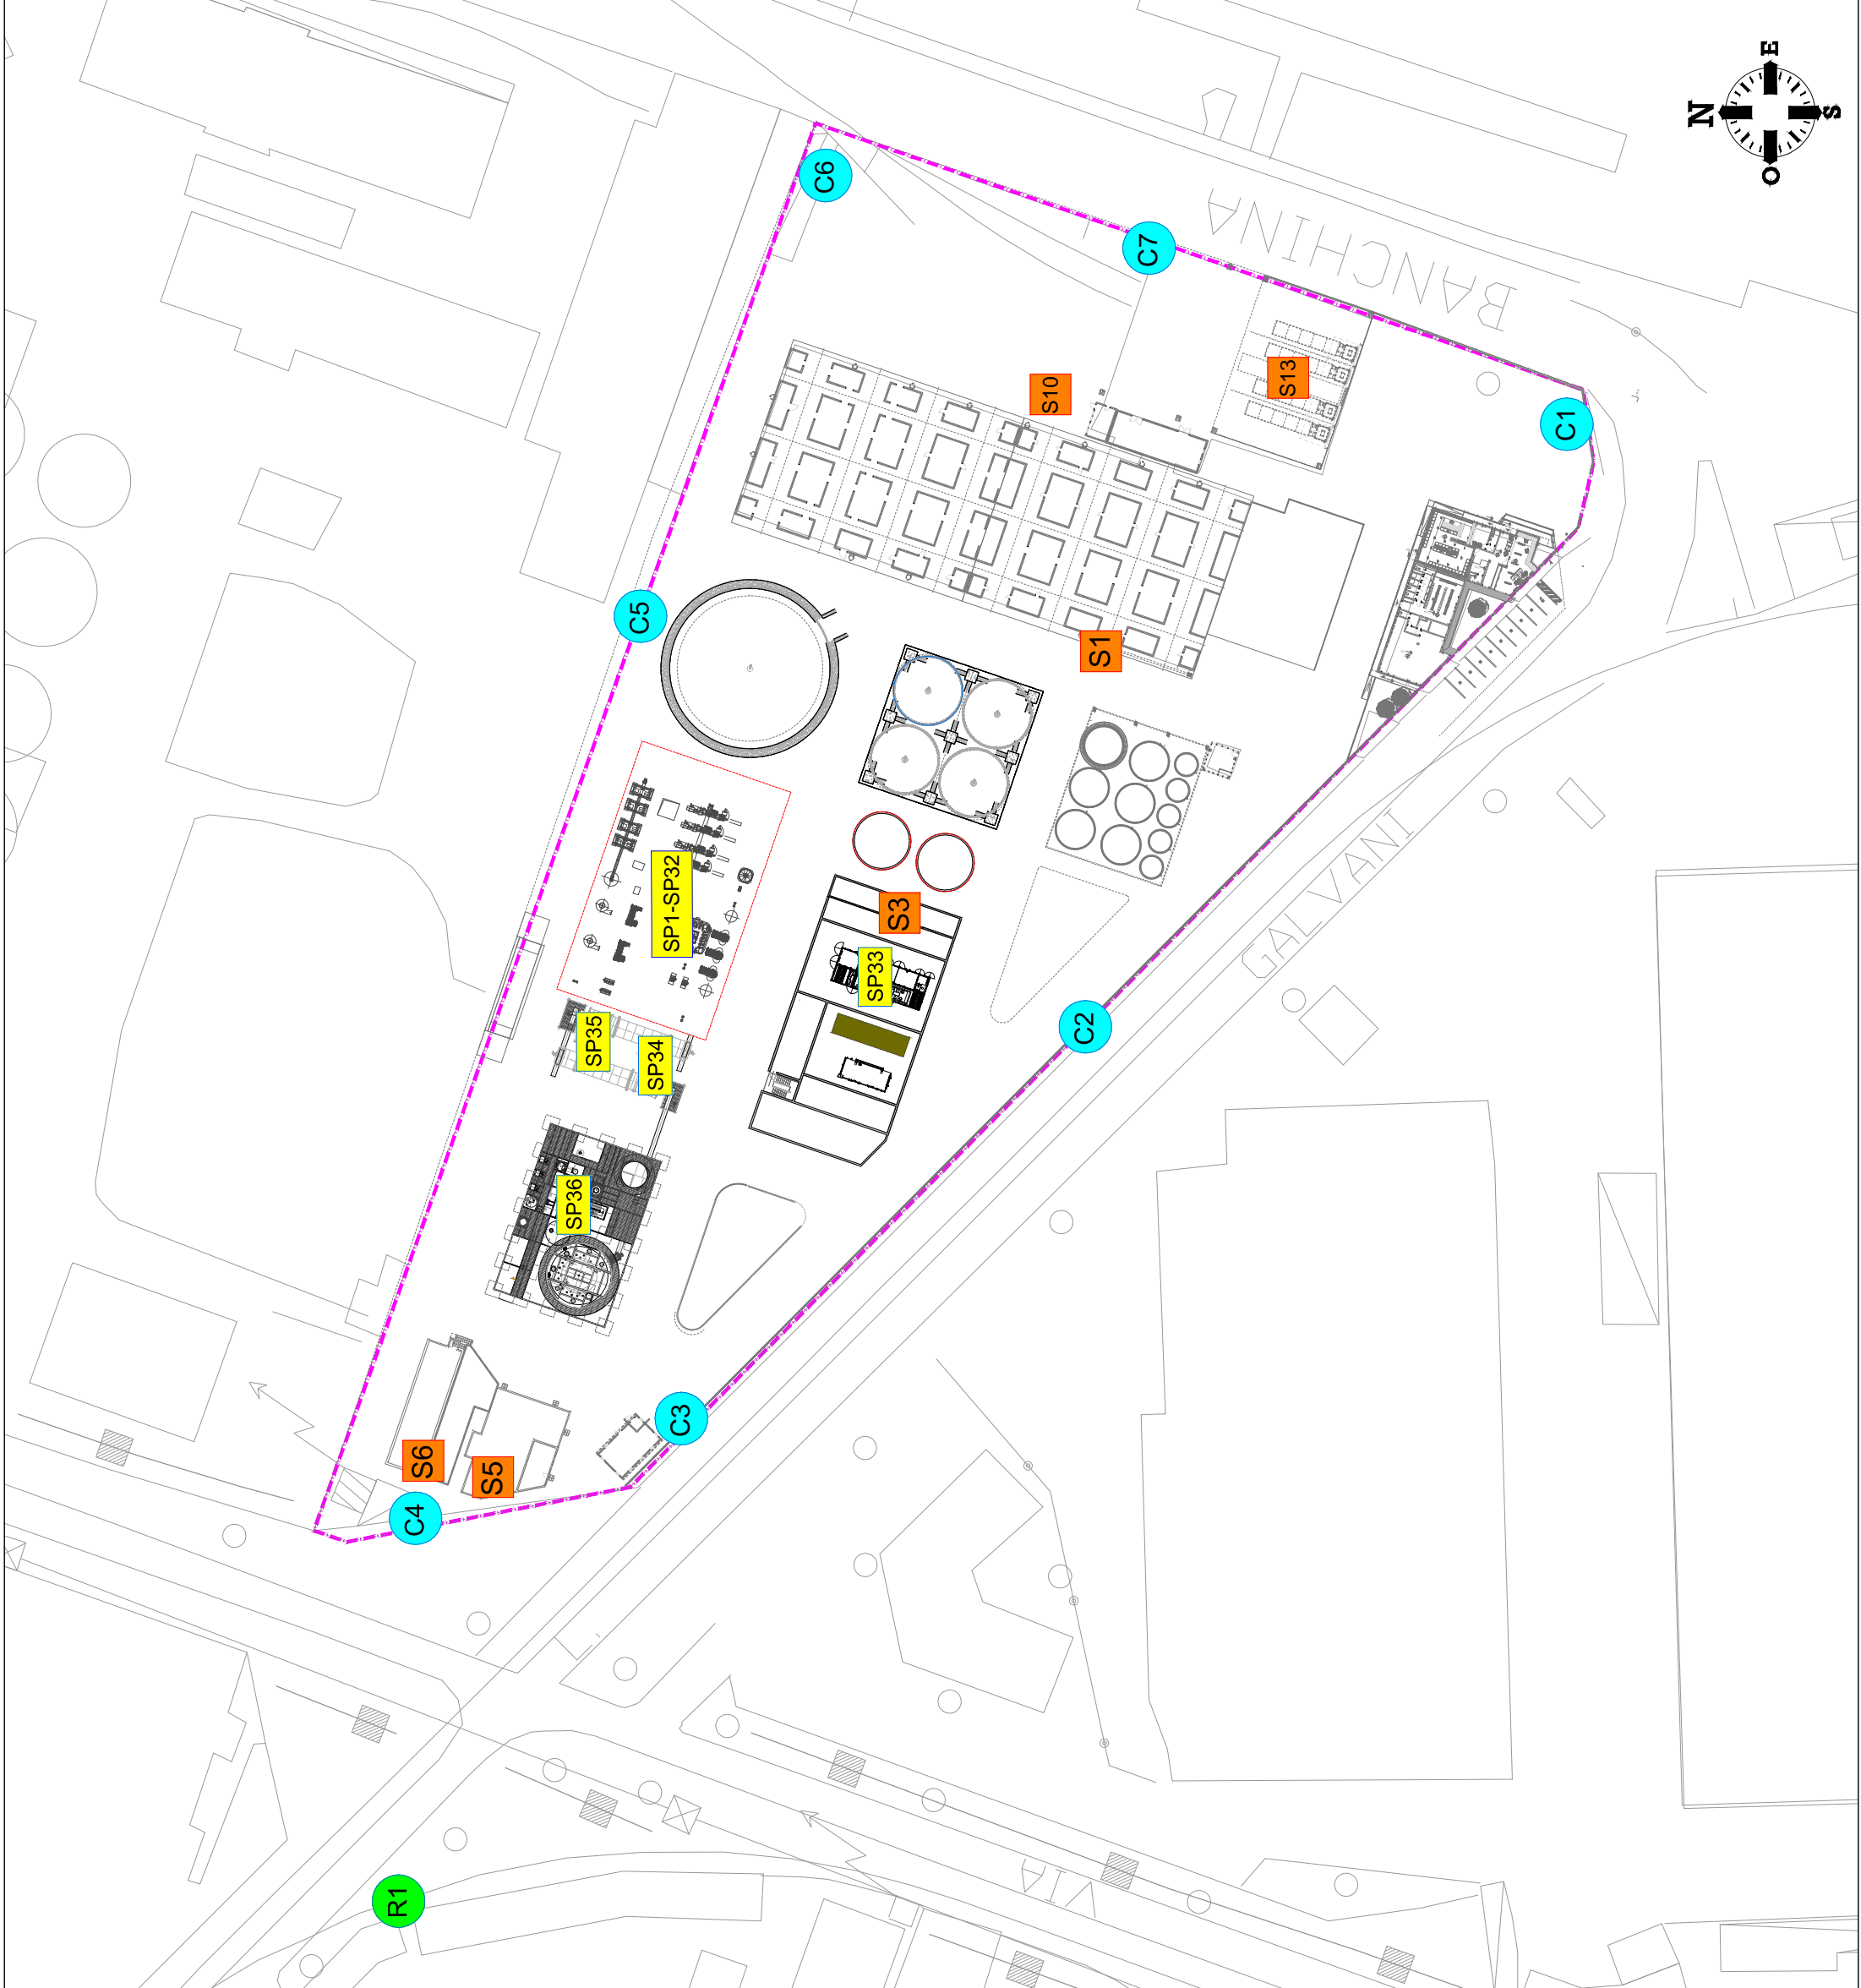 N
E
S
O
C6
C7
BANCHINA
S10
S13
C1
C5
S1
SP1-SP32
S3
SP33
GALVANI
C2
SP35
SP34
SP36
C3
S6
S5
C4
R1
VIA